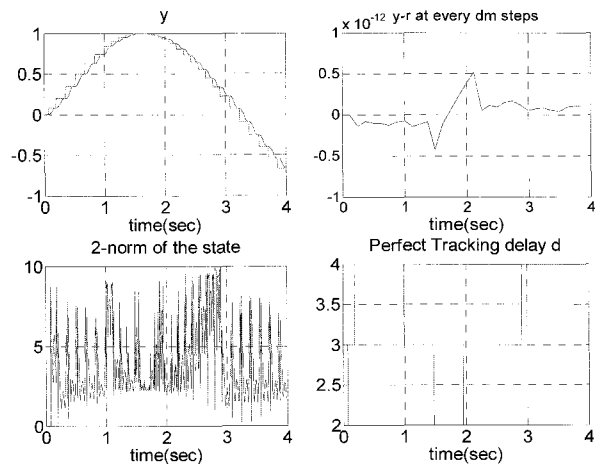 y
1
0.5
0
-0.5
-1
0 1 2 3 4
time(sec)
1 x 10^-12 y-r at every dm steps
0.5
0
-0.5
-1
0 1 2 3 4
time(sec)
2-norm of the state
10
5
0
0 1 2 3 4
time(sec)
Perfect Tracking delay d
4
3.5
3
2.5
2
0 1 2 3 4
time(sec)